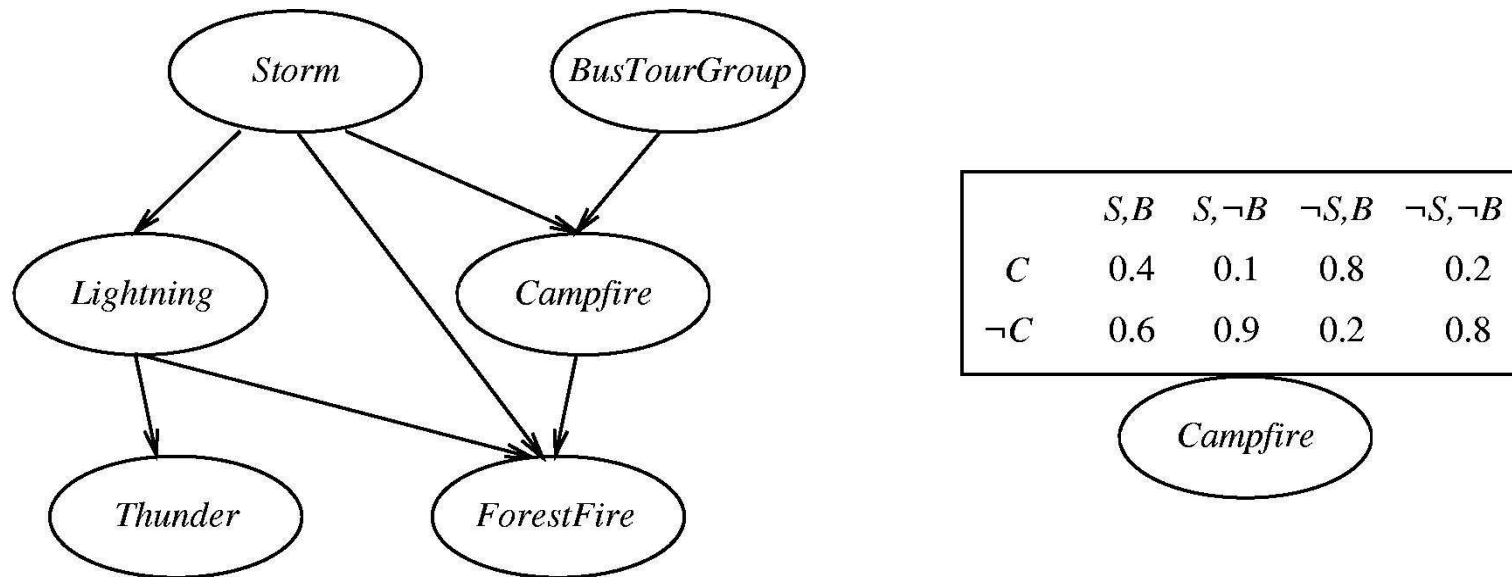 Storm BusTourGroup
S,B S,¬B ¬S,B ¬S,¬B
C 0.4 0.1 0.8 0.2
¬C 0.6 0.9 0.2 0.8
Lightning Campfire
Campfire
Thunder ForestFire